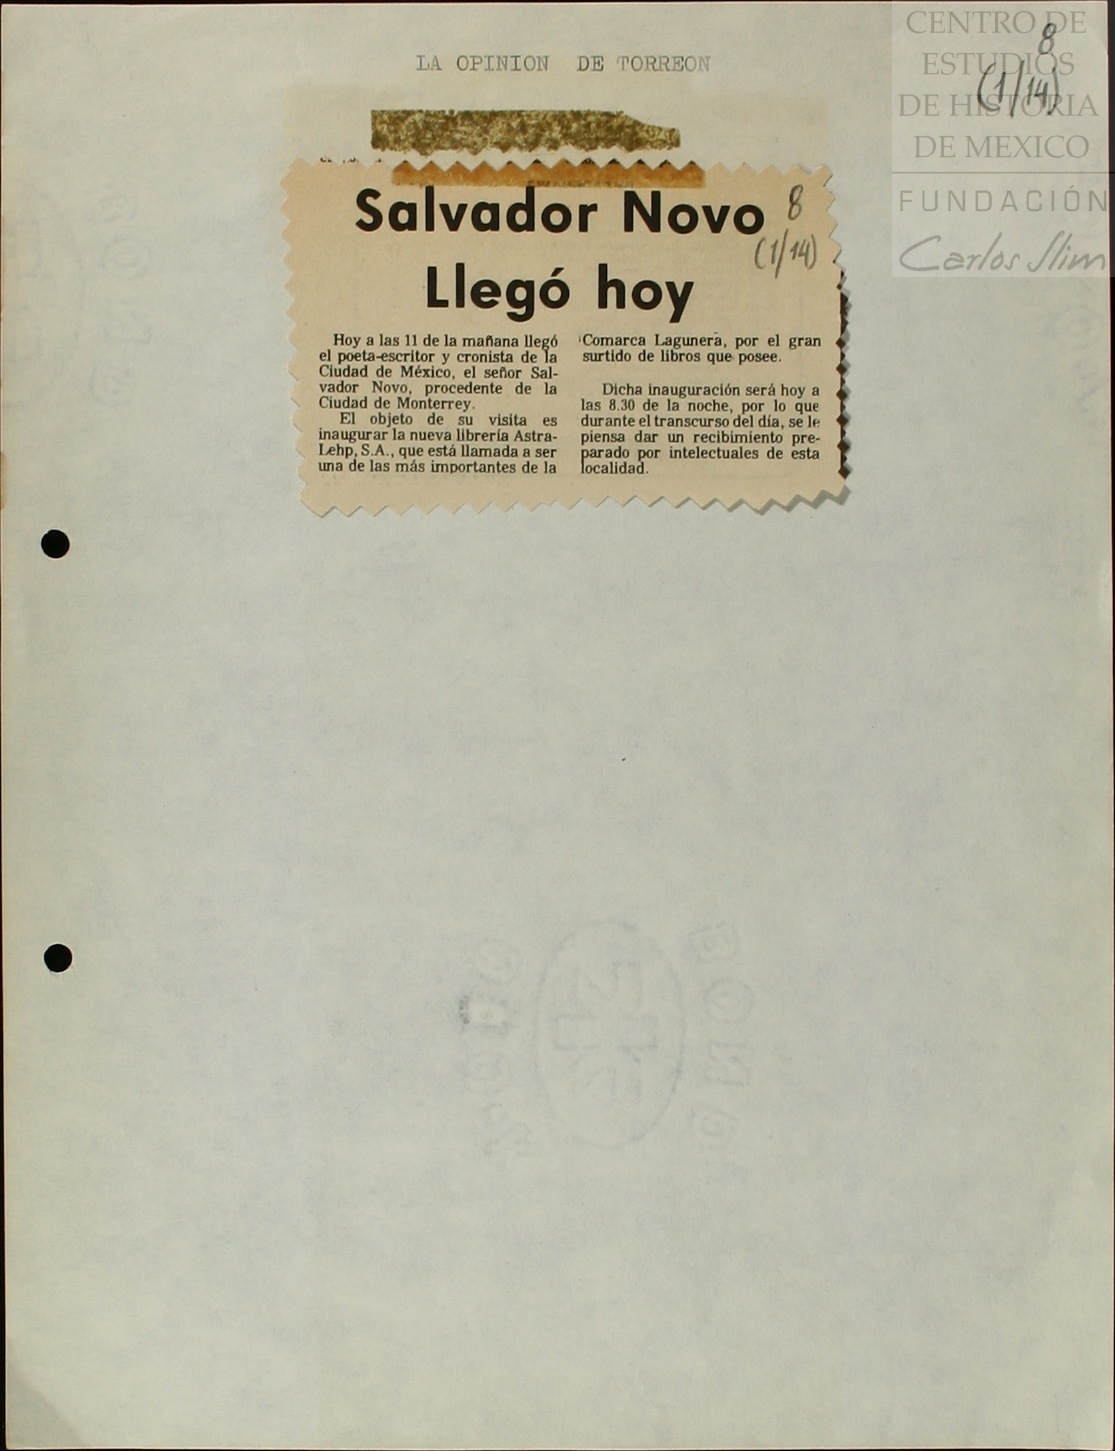 LA OPINION DE TORREON
8
(1/14)
CENTRO DE
ESTUDIOS
DE HISTORIA
DE MEXICO
FUNDACIÓN
Carlos Slim
Salvador Novo
8
(1/14)
Llegó hoy
Hoy a las 11 de la mañana llegó
el poeta-escritor y cronista de la
Ciudad de México, el señor Sal-
vador Novo, procedente de la
Ciudad de Monterrey.
El objeto de su visita es
inaugurar la nueva librería Astra-
Lehp, S.A., que está llamada a ser
una de las más importantes de la
Comarca Lagunera, por el gran
surtido de libros que posee.
Dicha inauguración será hoy a
las 8.30 de la noche, por lo que
durante el transcurso del día, se le
piensa dar un recibimiento pre-
parado por intelectuales de esta
localidad.